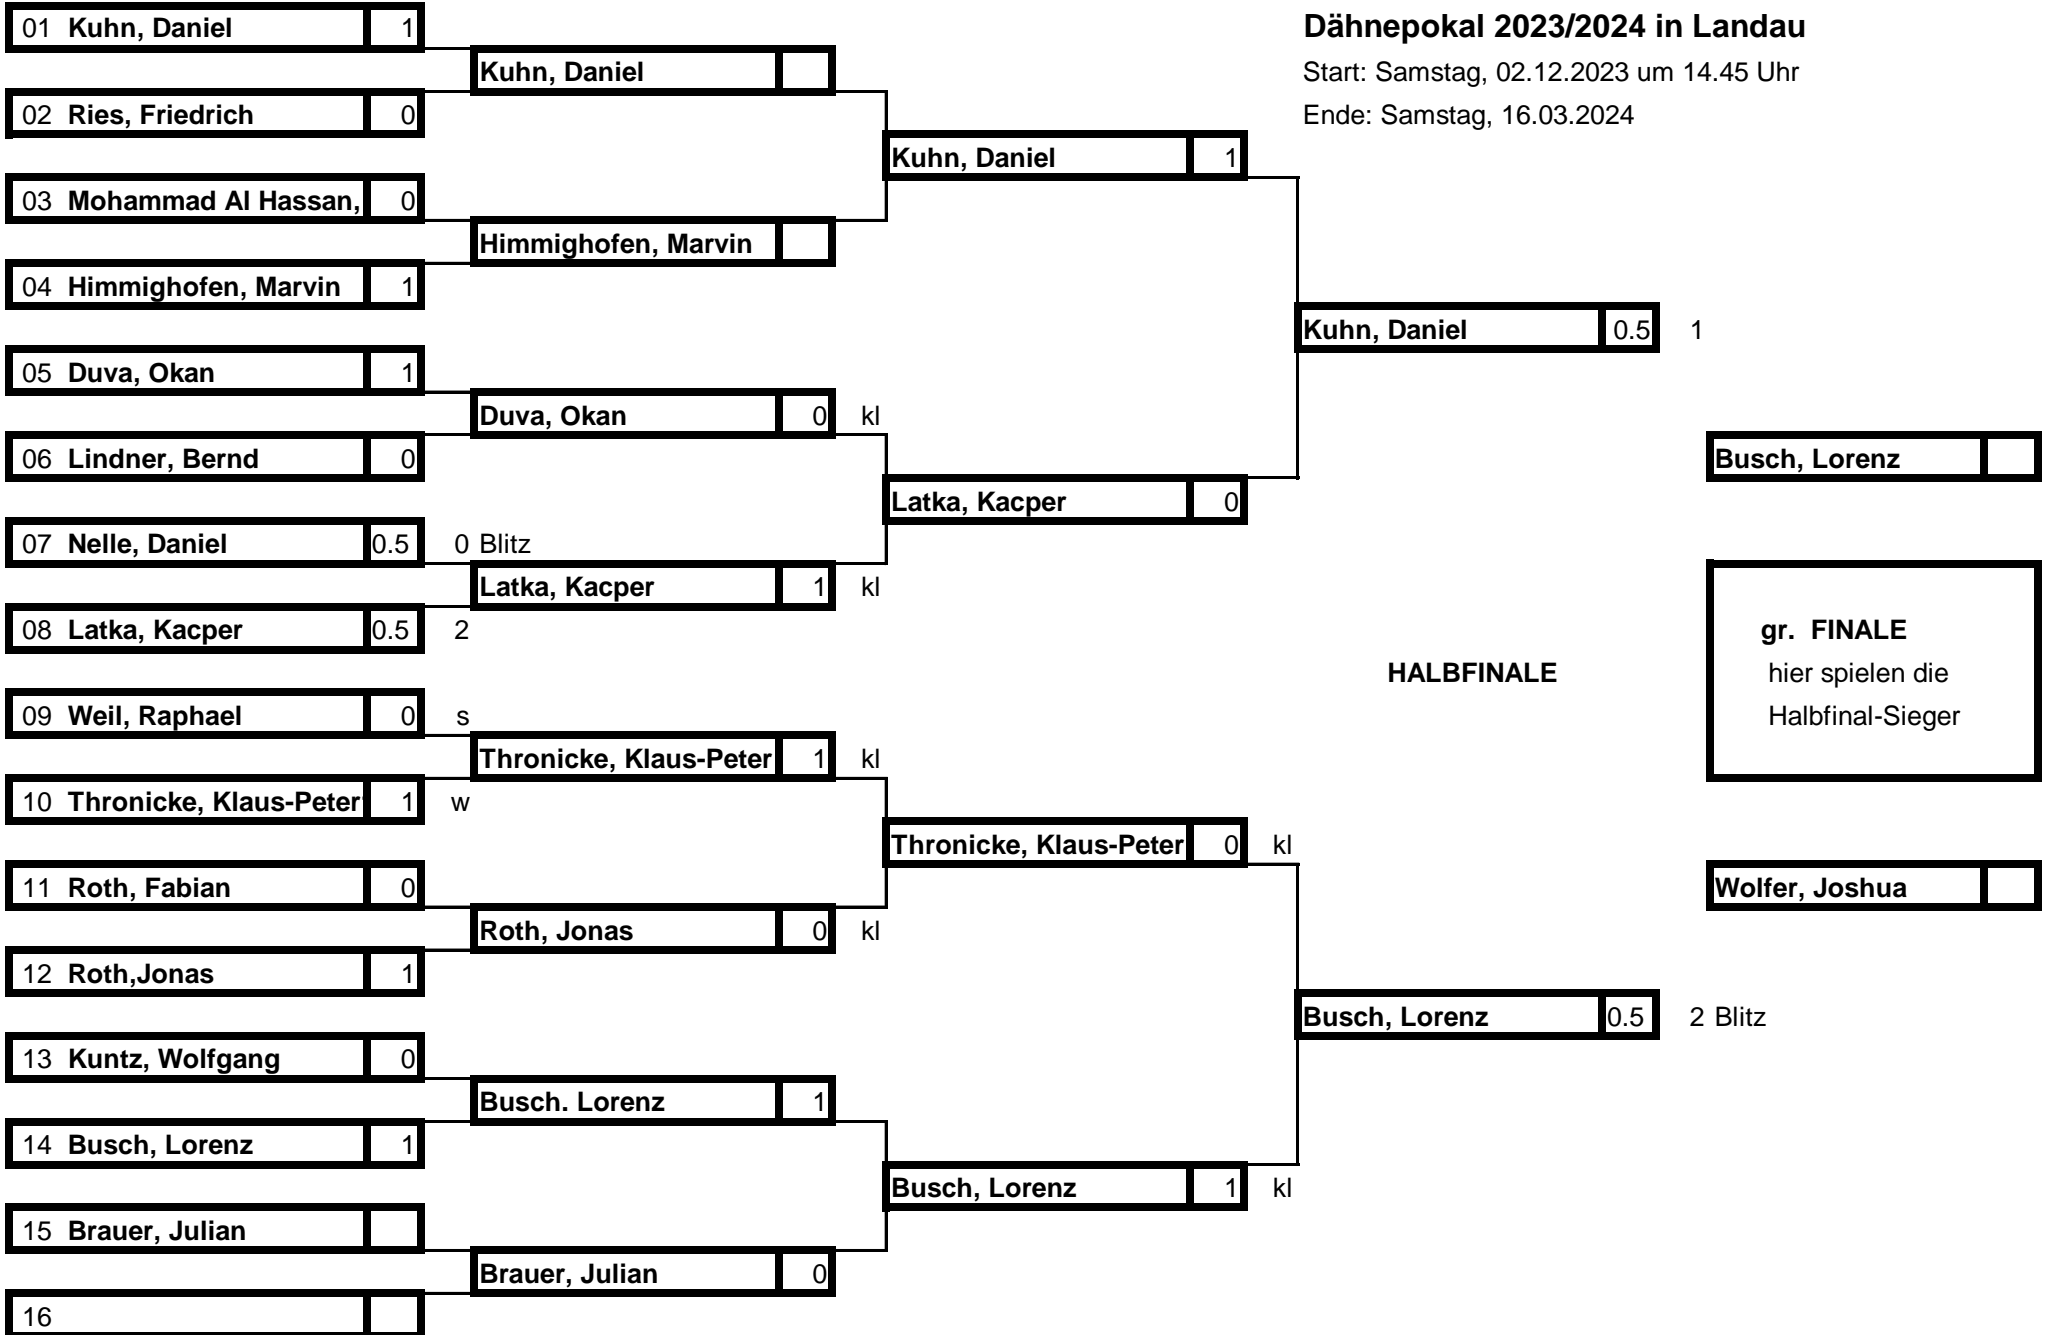 Dähnepokal 2023/2024 in Landau
Start: Samstag, 02.12.2023 um 14.45 Uhr
Ende: Samstag, 16.03.2024
01 Kuhn, Daniel 1
02 Ries, Friedrich 0
03 Mohammad Al Hassan, 0
04 Himmighofen, Marvin 1
05 Duva, Okan 1
06 Lindner, Bernd 0
07 Nelle, Daniel 0.5 0 Blitz
08 Latka, Kacper 0.5 2
09 Weil, Raphael 0 s
10 Thronicke, Klaus-Peter 1 w
11 Roth, Fabian 0
12 Roth,Jonas 1
13 Kuntz, Wolfgang 0
14 Busch, Lorenz 1
15 Brauer, Julian
16
Kuhn, Daniel
Himmighofen, Marvin
Duva, Okan 0 kl
Latka, Kacper 1 kl
Thronicke, Klaus-Peter 1 kl
Roth, Jonas 0 kl
Busch. Lorenz 1
Brauer, Julian 0
Kuhn, Daniel 1
Latka, Kacper 0
Thronicke, Klaus-Peter 0 kl
Busch, Lorenz 1 kl
Kuhn, Daniel 0.5 1
HALBFINALE
Busch, Lorenz 0.5 2 Blitz
Busch, Lorenz
gr. FINALE
hier spielen die
Halbfinal-Sieger
Wolfer, Joshua